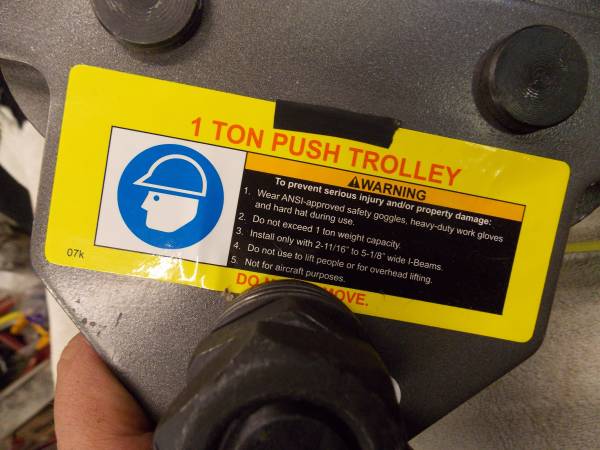 1 TON PUSH TROLLEY
WARNING
To prevent serious injury and/or property damage:
1. Wear ANSI-approved safety goggles, heavy-duty work gloves
and hard hat during use.
2. Do not exceed 1 ton weight capacity.
3. Install only with 2-11/16" to 5-1/8" wide I-Beams.
4. Do not use to lift people or for overhead lifting.
5. Not for aircraft purposes.
07k
DO